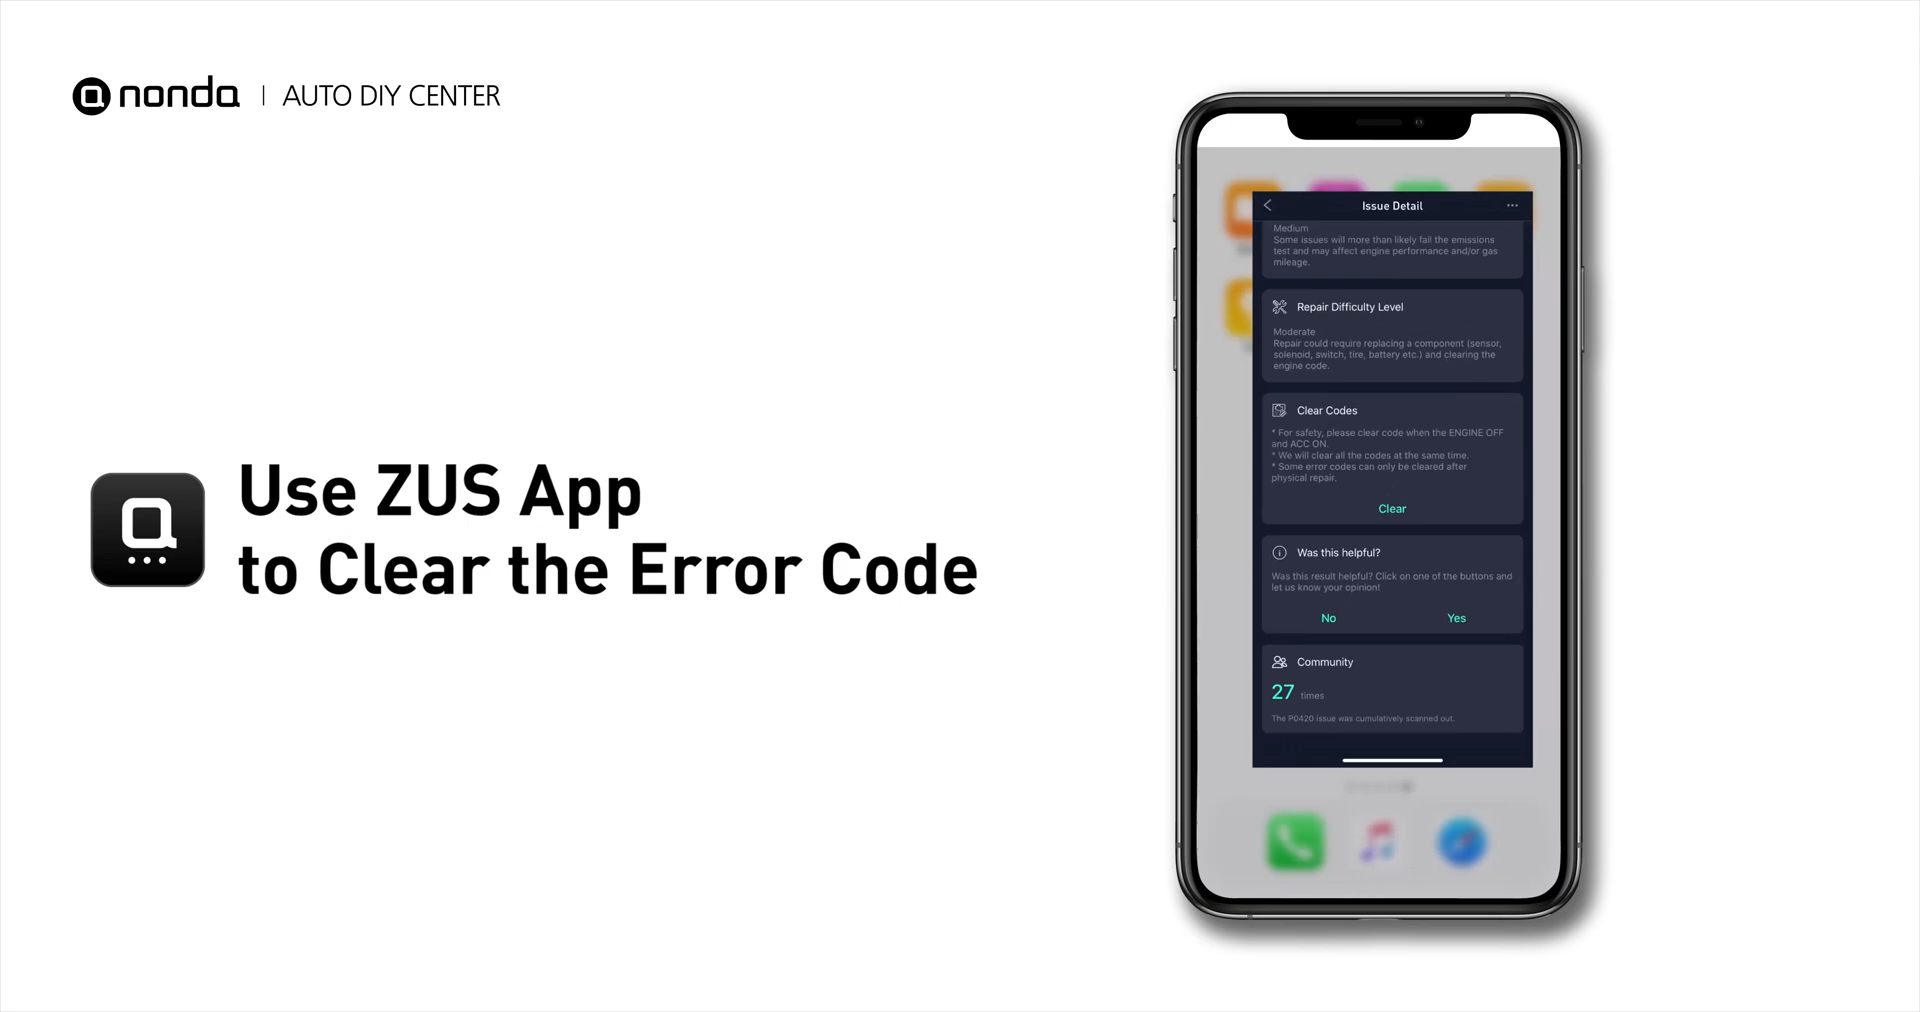 nonda | AUTO DIY CENTER
Use ZUS App
to Clear the Error Code
Issue Detail
Medium
Some issues will more than likely fail the emissions
test and may affect engine performance and/or gas
mileage.
Repair Difficulty Level
Moderate
Repair could require replacing a component (sensor,
solenoid, switch, tire, battery etc.) and clearing the
engine code.
Clear Codes
* For safety, please clear code when the ENGINE OFF
and ACC ON.
* We will clear all the codes at the same time.
* Some error codes can only be cleared after
physical repair.
Clear
Was this helpful?
Was this result helpful? Click on one of the buttons and
let us know your opinion!
No Yes
Community
27 times
The P0420 issue was cumulatively scanned out.